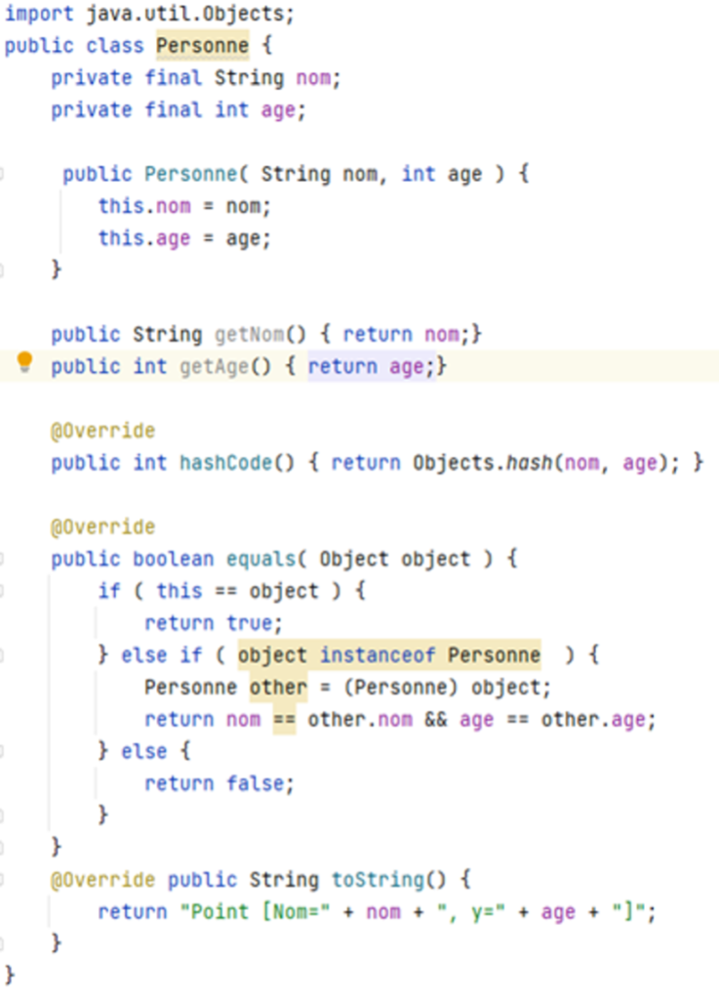 import java.util.Objects;
public class Personne {
    private final String nom;
    private final int age;

     public Personne( String nom, int age ) {
        this.nom = nom;
        this.age = age;
    }

    public String getNom() { return nom;}
    public int getAge() { return age;}

    @Override
    public int hashCode() { return Objects.hash(nom, age); }

    @Override
    public boolean equals( Object object ) {
        if ( this == object ) {
            return true;
        } else if ( object instanceof Personne  ) {
            Personne other = (Personne) object;
            return nom == other.nom && age == other.age;
        } else {
            return false;
        }
    }
    @Override public String toString() {
        return "Point [Nom=" + nom + ", y=" + age + "]";
    }
}